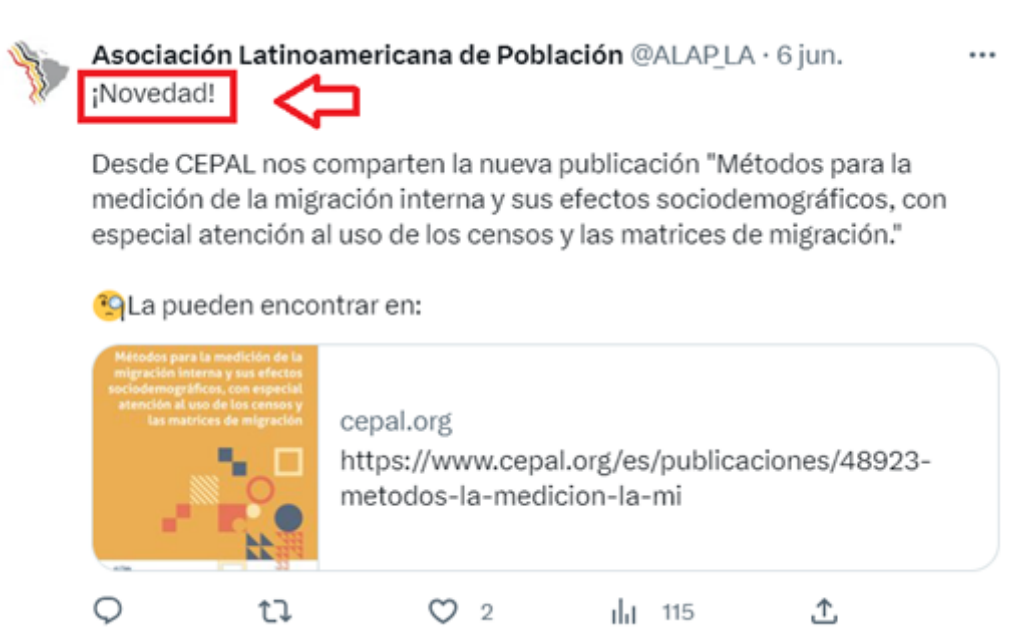 Asociación Latinoamericana de Población @ALAP_LA · 6 jun.
¡Novedad!
Desde CEPAL nos comparten la nueva publicación "Métodos para la
medición de la migración interna y sus efectos sociodemográficos, con
especial atención al uso de los censos y las matrices de migración."
🧐La pueden encontrar en:
Métodos para la medición de la
migración interna y sus efectos
sociodemográficos, con especial
atención al uso de los censos y
las matrices de migración
cepal.org
https://www.cepal.org/es/publicaciones/48923-
metodos-la-medicion-la-mi
2
115